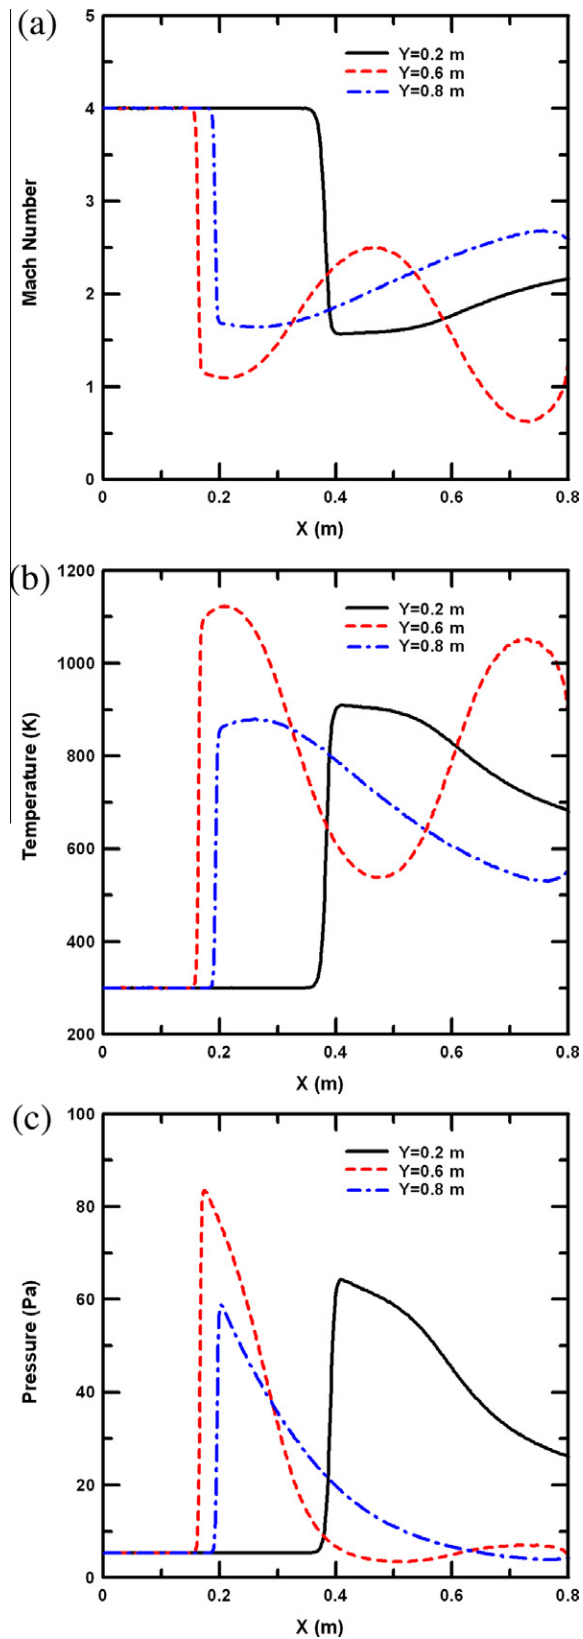 (a)
5
4
3
2
1
0
Mach Number
Y=0.2 m
Y=0.6 m
Y=0.8 m
0 0.2 0.4 0.6 0.8
X (m)
(b)
1200
1000
800
600
400
200
Temperature (K)
Y=0.2 m
Y=0.6 m
Y=0.8 m
0 0.2 0.4 0.6 0.8
X (m)
(c)
100
80
60
40
20
0
Pressure (Pa)
Y=0.2 m
Y=0.6 m
Y=0.8 m
0 0.2 0.4 0.6 0.8
X (m)